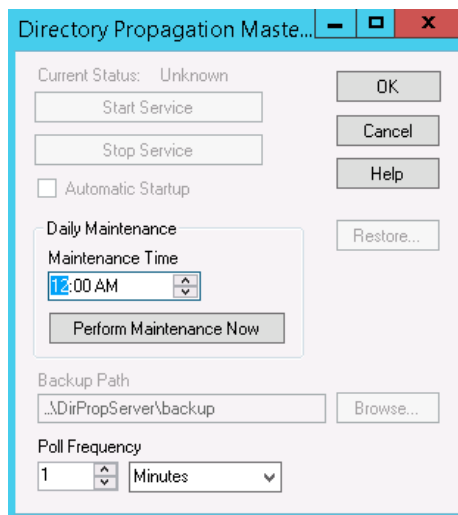 Directory Propagation Maste...
Current Status: Unknown
Start Service
Stop Service
Automatic Startup
OK
Cancel
Help
Restore...
Daily Maintenance
Maintenance Time
12:00 AM
Perform Maintenance Now
Backup Path
..\DirPropServer\backup
Browse...
Poll Frequency
1 Minutes